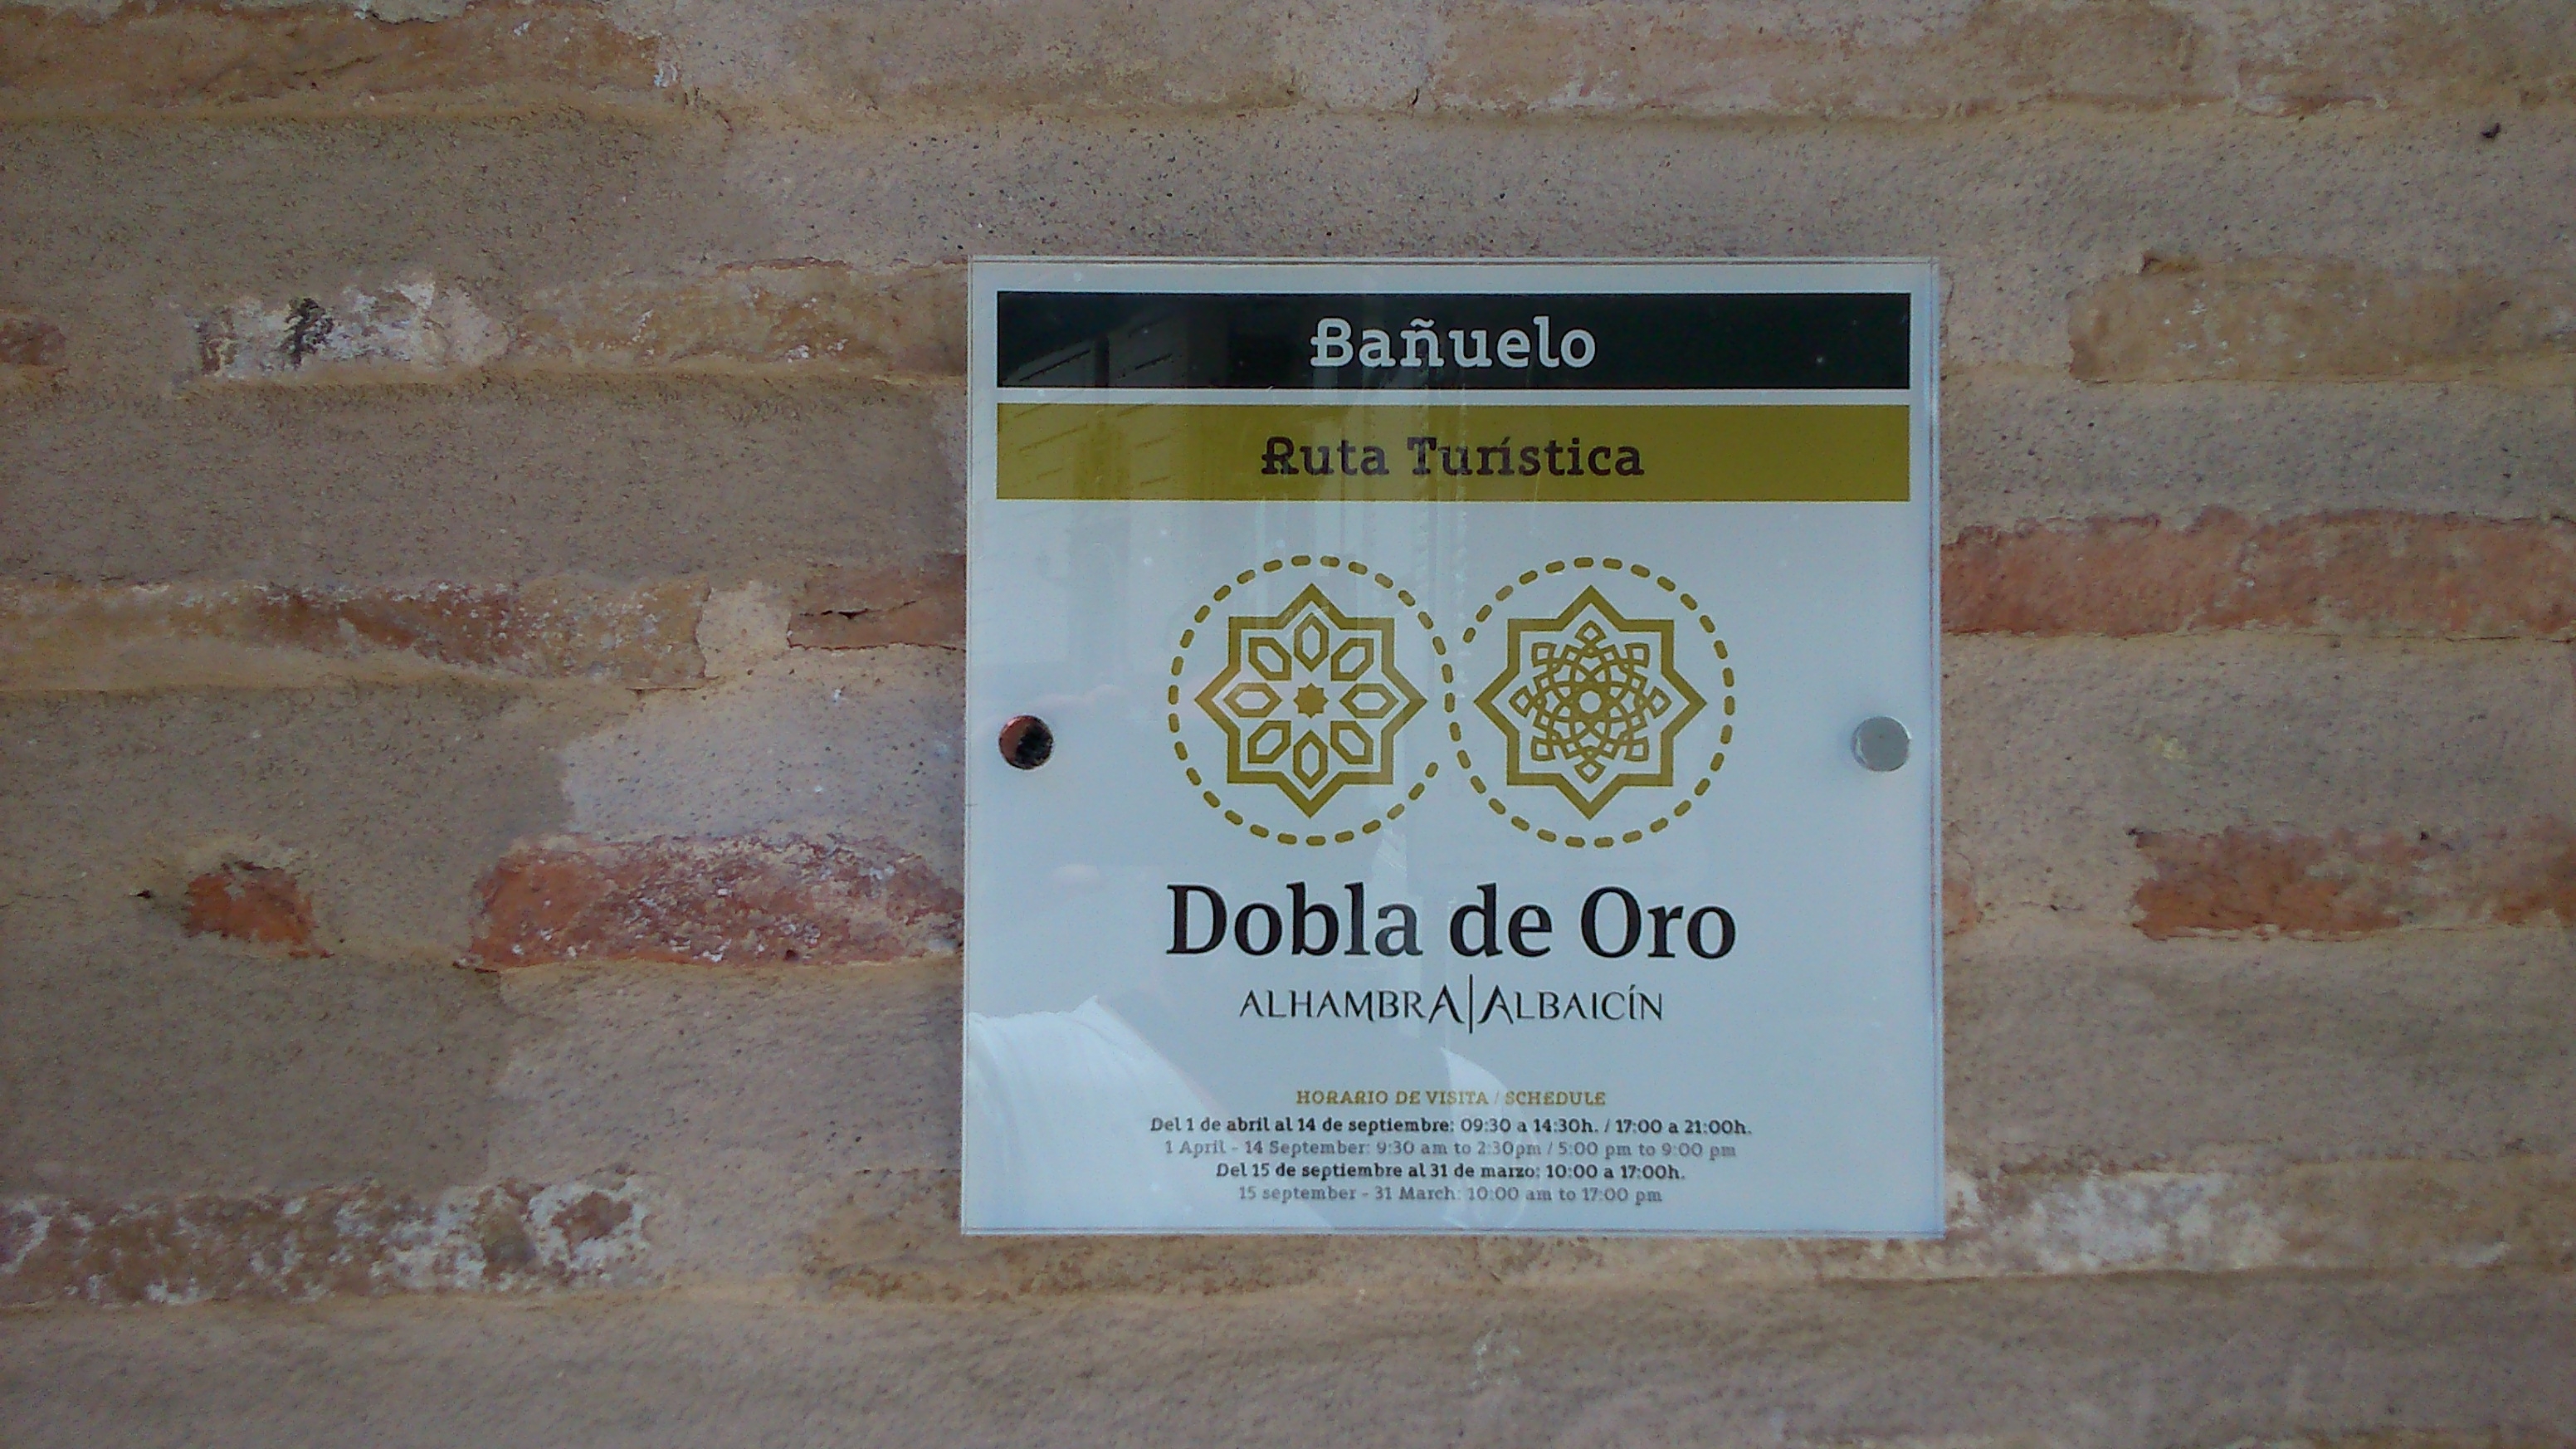 Bañuelo
Ruta Turística
Dobla de Oro
ALHAMBRA|ALBAICÍN
HORARIO DE VISITA / SCHEDULE
Del 1 de abril al 14 de septiembre: 09:30 a 14:30h. / 17:00 a 21:00h.
1 April - 14 September: 9:30 am to 2:30pm / 5:00 pm to 9:00 pm
Del 15 de septiembre al 31 de marzo: 10:00 a 17:00h.
15 september - 31 March: 10:00 am to 17:00 pm